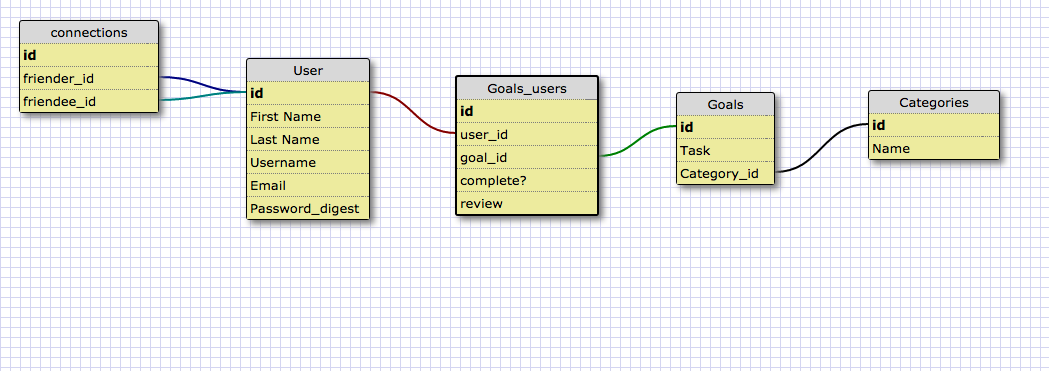 connections
id
friender_id
friendee_id
User
id
First Name
Last Name
Username
Email
Password_digest
Goals_users
id
user_id
goal_id
complete?
review
Goals
id
Task
Category_id
Categories
id
Name